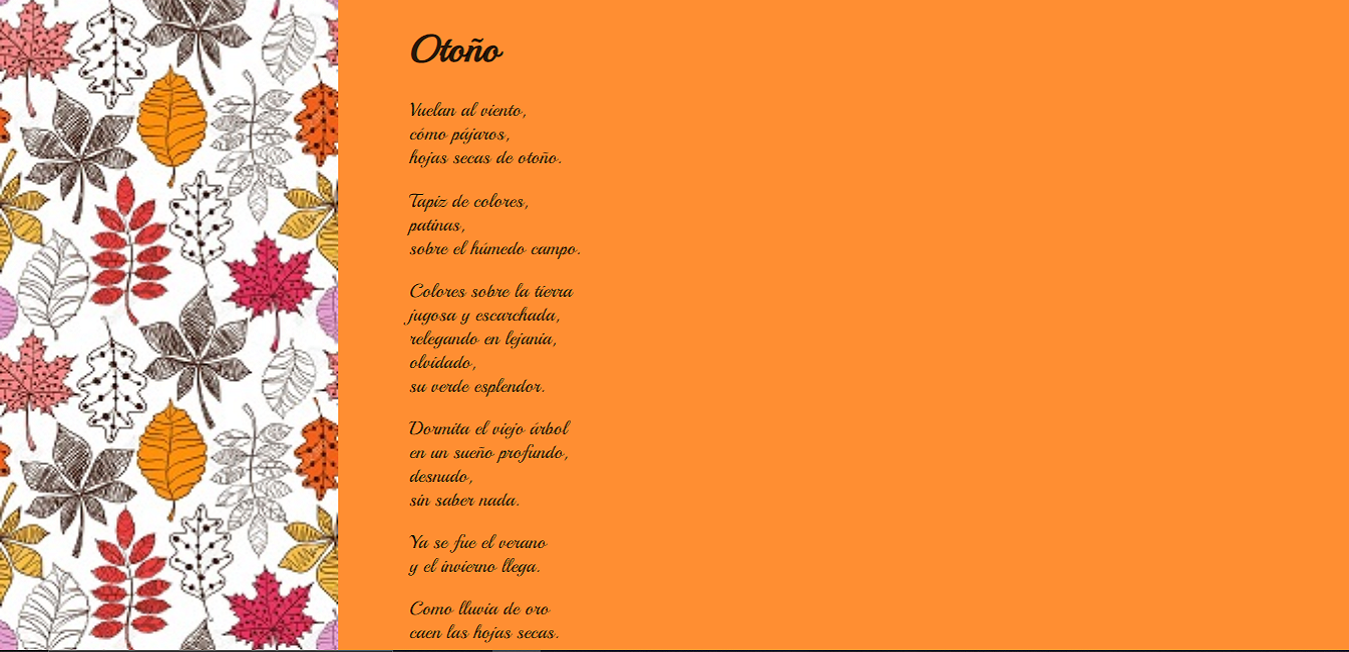 Otoño
Vuelan al viento,
cómo pájaros,
hojas secas de otoño.
Tapiz de colores,
patinas,
sobre el húmedo campo.
Colores sobre la tierra
jugosa y escarchada,
relegando en lejanía,
olvidado,
su verde esplendor.
Dormita el viejo árbol
en un sueño profundo,
desnudo,
sin saber nada.
Ya se fue el verano
y el invierno llega.
Como lluvia de oro
caen las hojas secas.